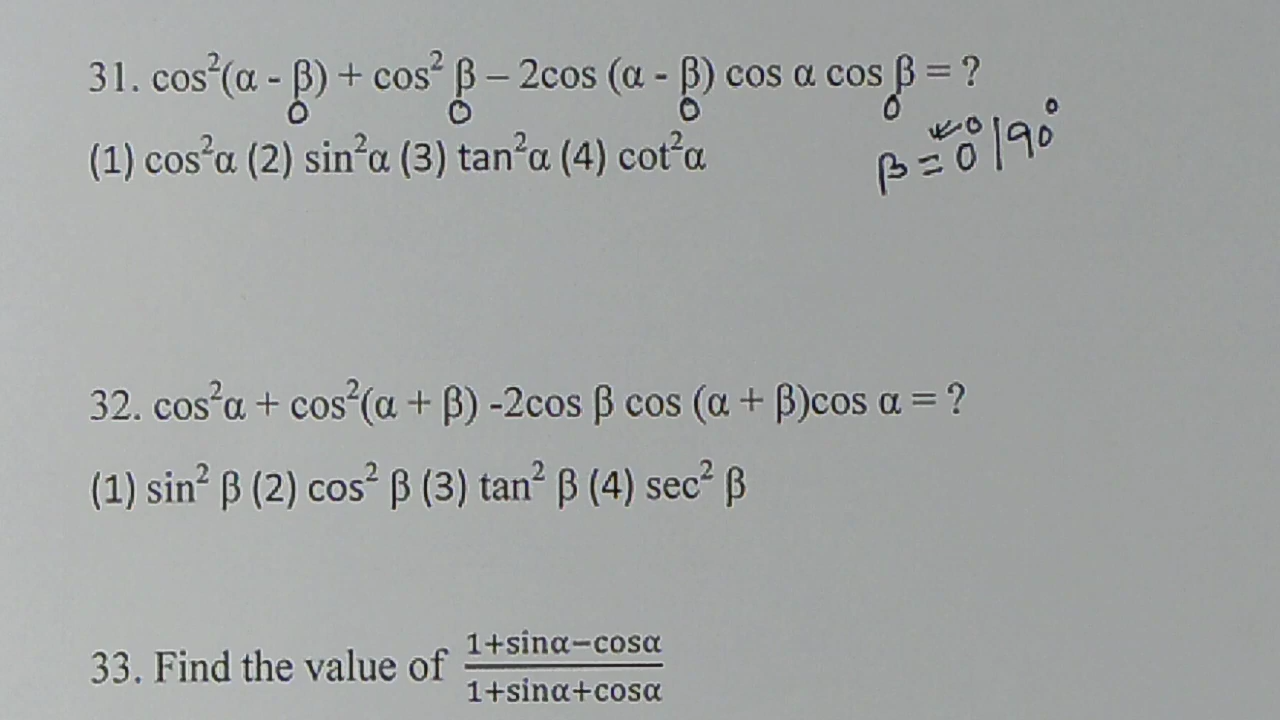 31. cos²(α - β) + cos² β – 2cos (α - β) cos α cos β = ?
0 0 0 0
β = 0° | 90°
(1) cos²α (2) sin²α (3) tan²α (4) cot²α
32. cos²α + cos²(α + β) -2cos β cos (α + β)cos α = ?
(1) sin² β (2) cos² β (3) tan² β (4) sec² β
33. Find the value of (1+sinα−cosα)/(1+sinα+cosα)